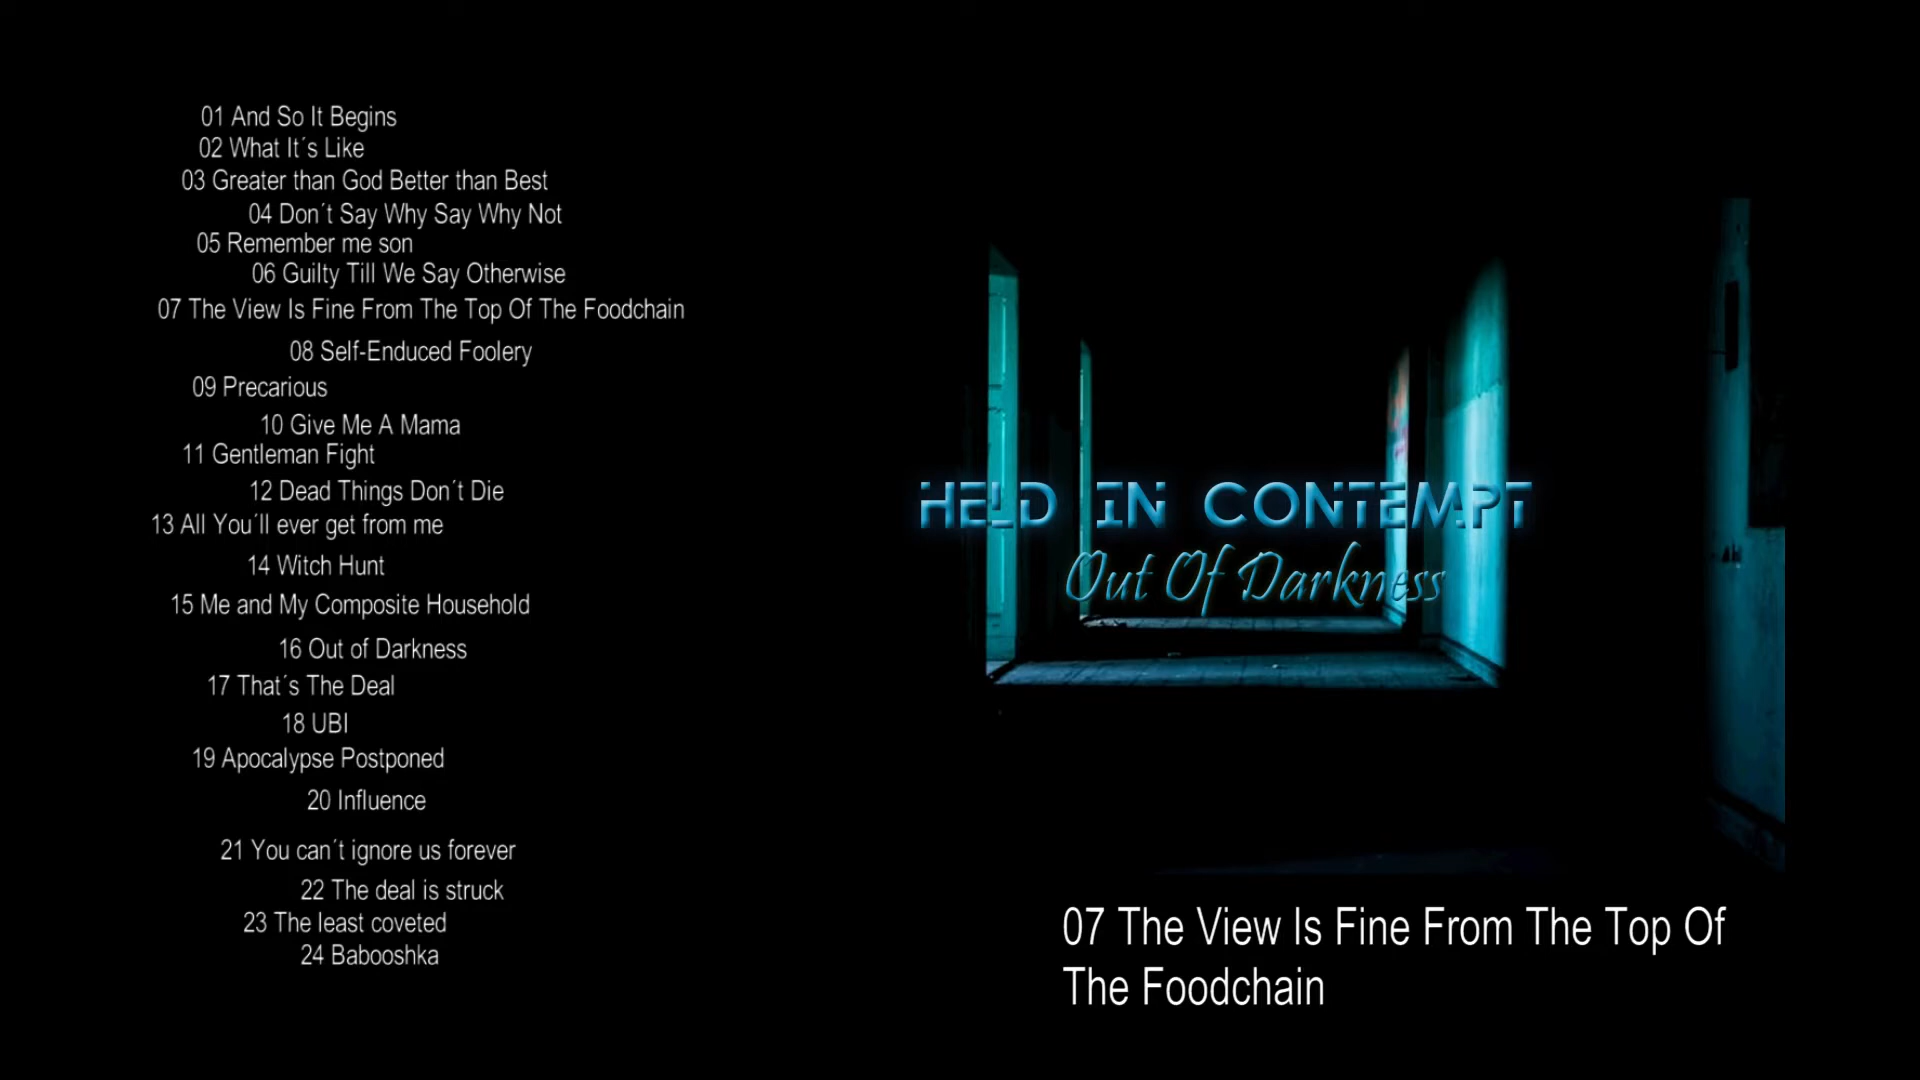 01 And So It Begins
02 What It´s Like
03 Greater than God Better than Best
04 Don´t Say Why Say Why Not
05 Remember me son
06 Guilty Till We Say Otherwise
07 The View Is Fine From The Top Of The Foodchain
08 Self-Enduced Foolery
09 Precarious
10 Give Me A Mama
11 Gentleman Fight
12 Dead Things Don´t Die
13 All You´ll ever get from me
14 Witch Hunt
15 Me and My Composite Household
16 Out of Darkness
17 That´s The Deal
18 UBI
19 Apocalypse Postponed
20 Influence
21 You can´t ignore us forever
22 The deal is struck
23 The least coveted
24 Babooshka
HELD IN CONTEMPT
Out Of Darkness
07 The View Is Fine From The Top Of
The Foodchain